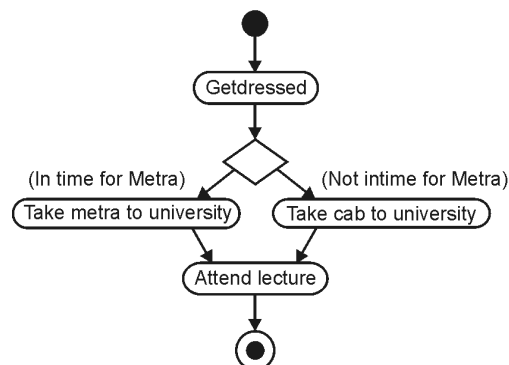 Getdressed
(In time for Metra)
(Not intime for Metra)
Take metra to university
Take cab to university
Attend lecture